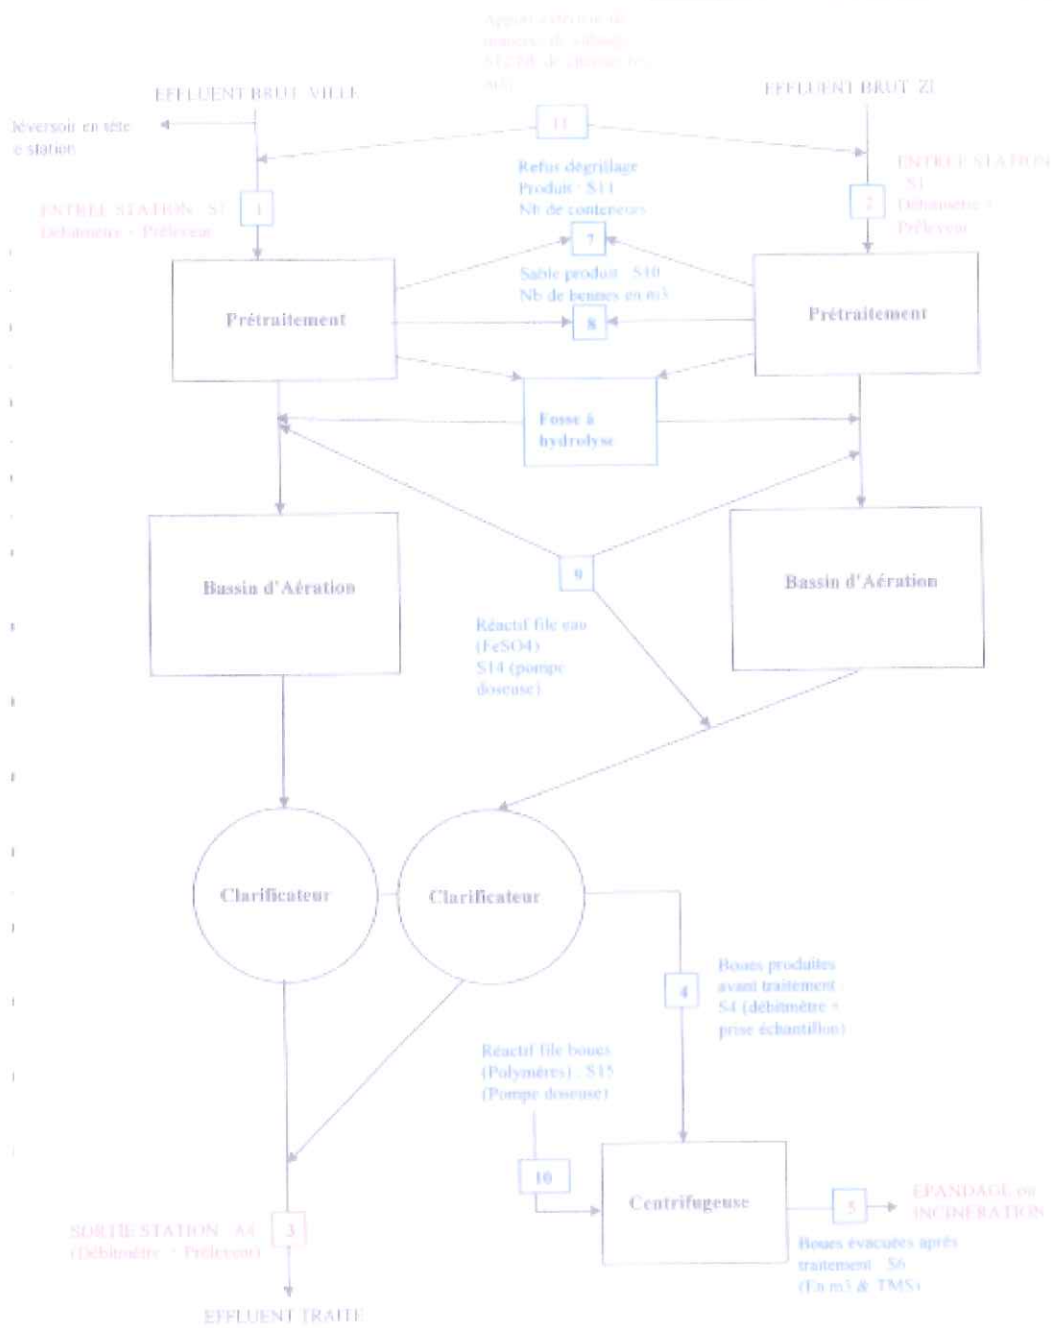 EFFLUENT BRUT VILLE
EFFLUENT BRUT ZI
déversoir en tête
e station
11
Refus dégrillage
Produit : S11
Nb de conteneurs
ENTREE STATION
S1
Débitmètre +
Préleveur
ENTREE STATION : S1
Débitmètre + Préleveur
1
2
7
Sable produit : S10
Nb de bennes en m3
8
Prétraitement
Prétraitement
Fosse à
hydrolyse
Bassin d'Aération
Bassin d'Aération
9
Réactif file eau
(FeSO4)
S14 (pompe
doseuse)
Clarificateur
Clarificateur
Boues produites
avant traitement
S4 (débitmètre +
prise échantillon)
4
Réactif file boues
(Polymères) : S15
(Pompe doseuse)
10
Centrifugeuse
5
EPANDAGE ou
INCINERATION
Boues évacuées après
traitement : S6
(En m3 & TMS)
SORTIE STATION : A4
(Débitmètre + Préleveur)
3
EFFLUENT TRAITE